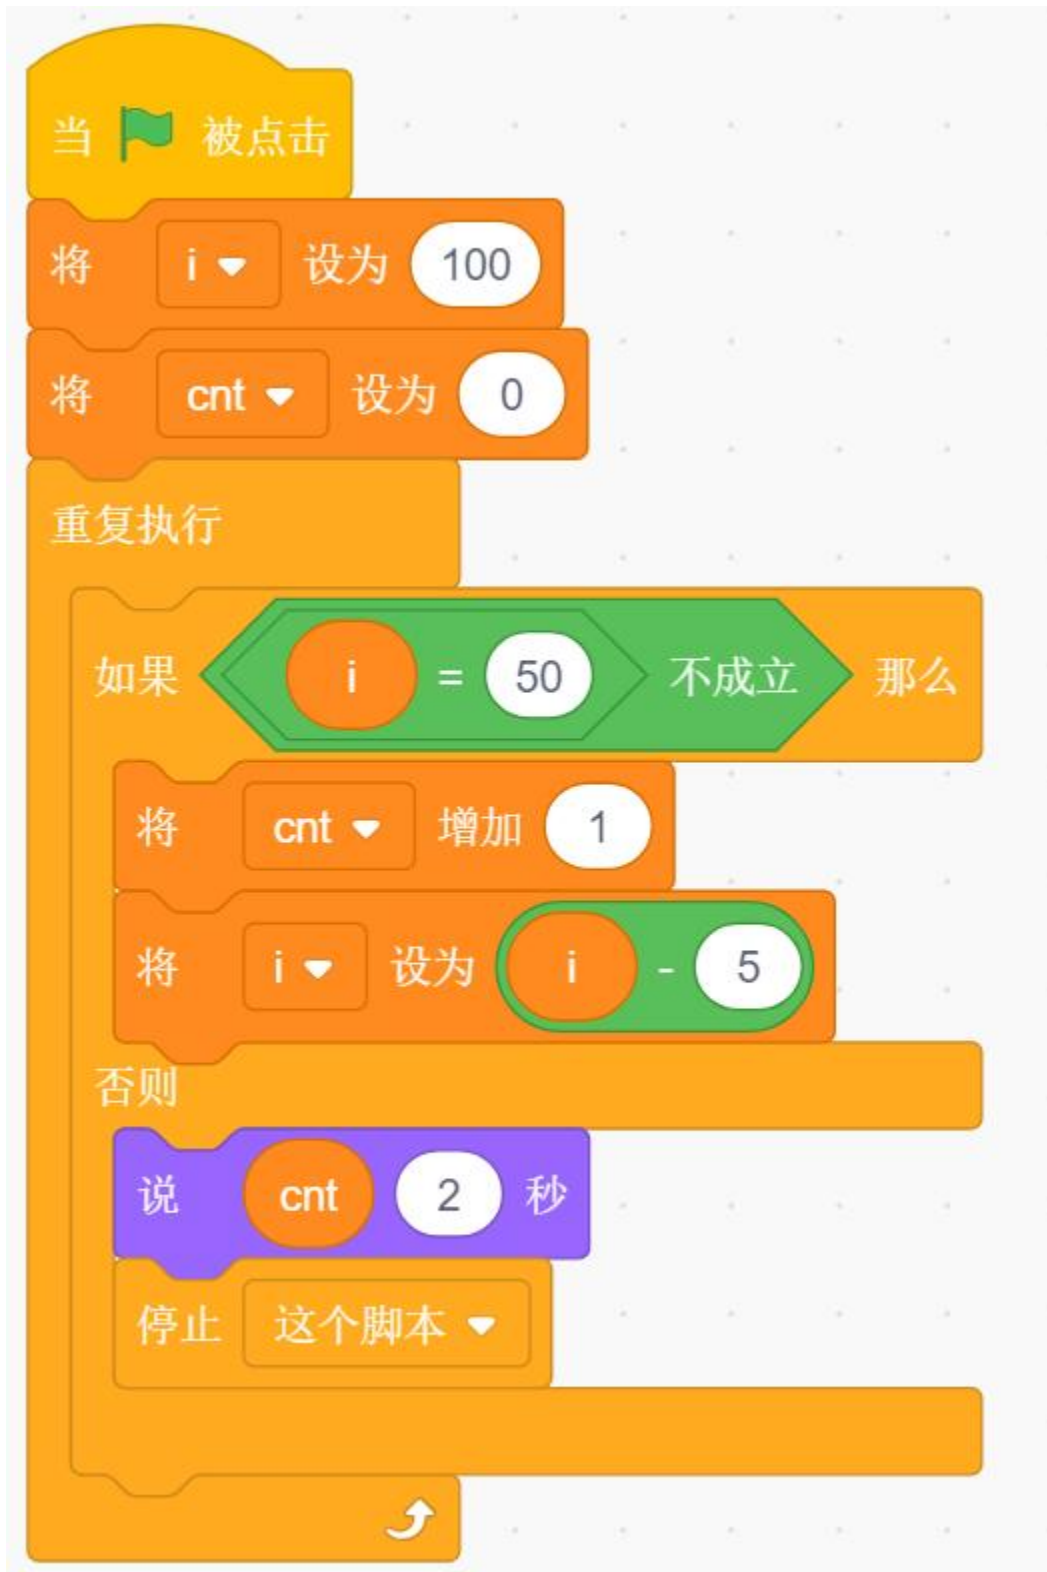 当 被点击
将 i 设为 100
将 cnt 设为 0
重复执行
如果 i = 50 不成立 那么
将 cnt 增加 1
将 i 设为 i - 5
否则
说 cnt 2 秒
停止 这个脚本